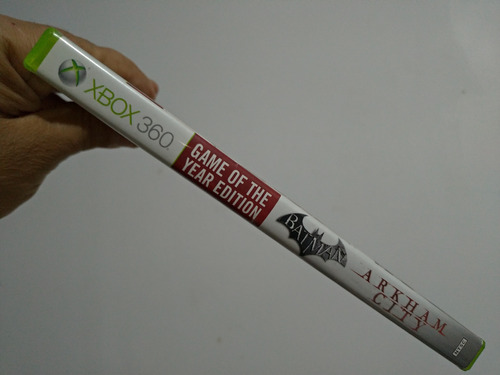 XBOX 360
GAME OF THE
YEAR EDITION
BATMAN
ARKHAM
CITY